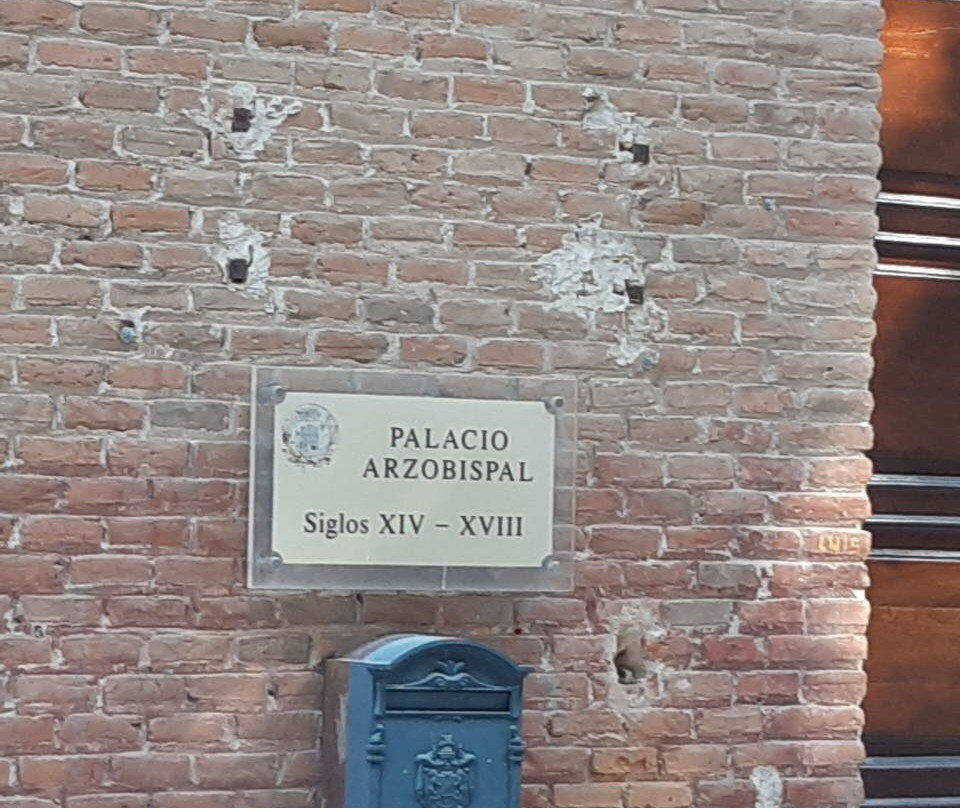 PALACIO
ARZOBISPAL
Siglos XIV – XVIII